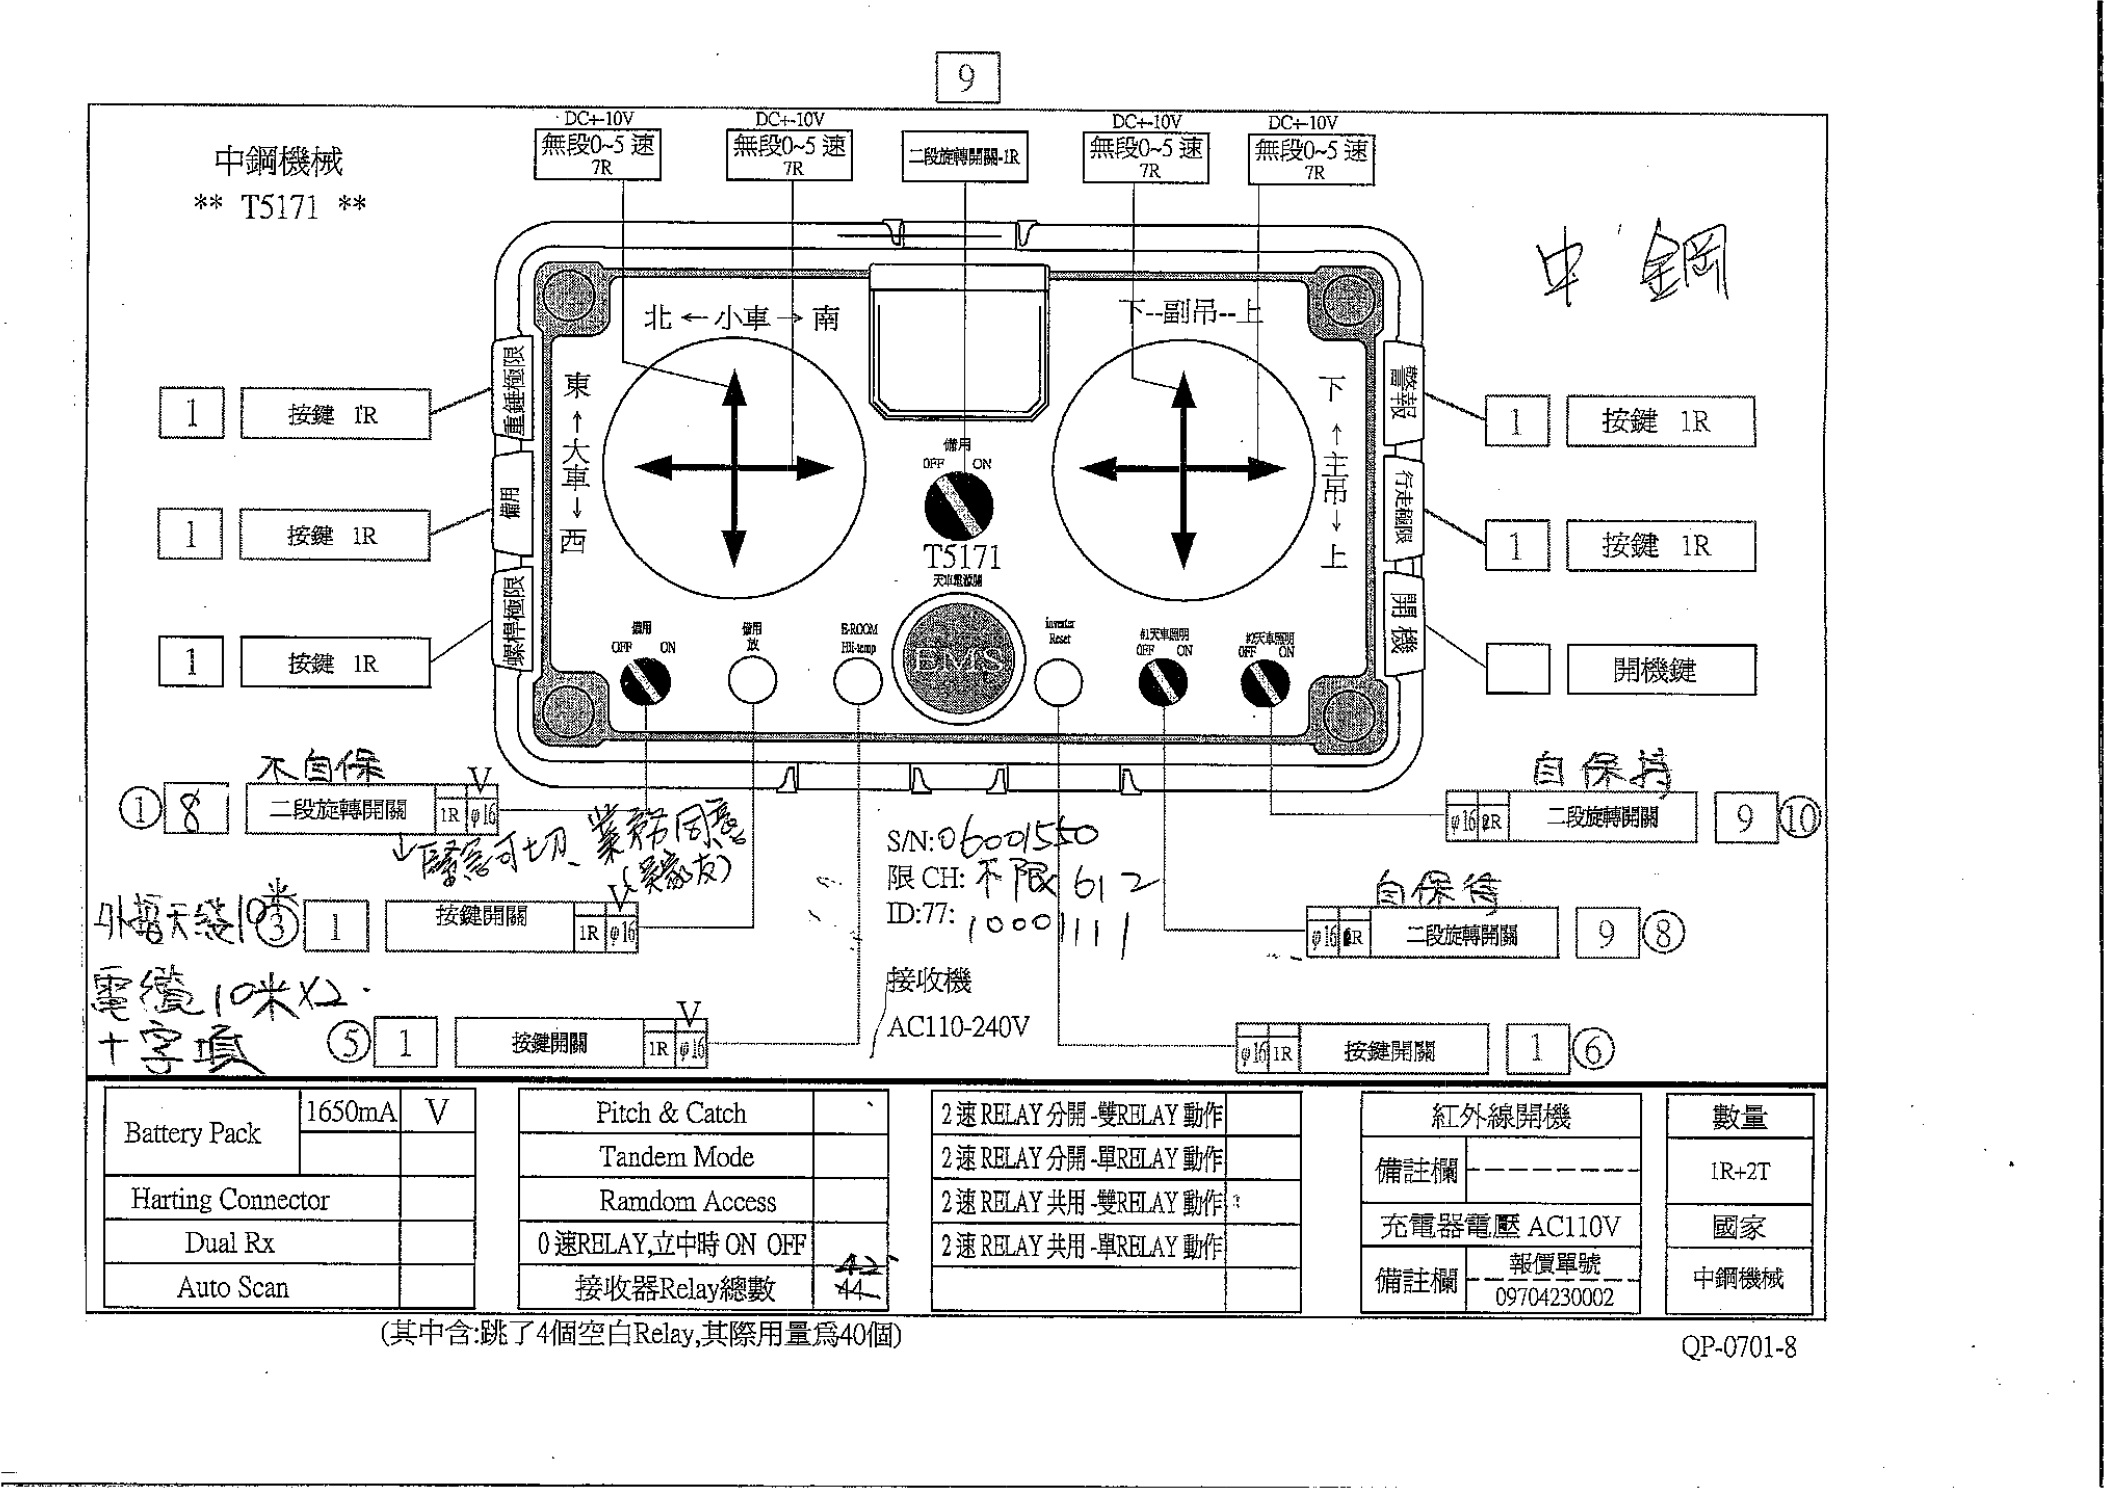 9
DC+-10V
無段0~5 速
7R
DC+-10V
無段0~5 速
7R
二段旋轉開關-1R
DC+-10V
無段0~5 速
7R
DC+-10V
無段0~5 速
7R
中鋼機械
** T5171 **
中鋼
北 ←小車→ 南
下--副吊--上
東
↑
大車
↓
西
下
↑
主吊
↓
上
重錘極限
備用
螺桿極限
警報
行走極限
開機
1 按鍵 1R
1 按鍵 1R
1 按鍵 1R
1 按鍵 1R
1 按鍵 1R
開機鍵
備用
OFF ON
T5171
天車電源開
備用
OFF ON
備用
放
E-ROOM
Hi-temp
inverter
Reset
#1天車照明
OFF ON
#2天車照明
OFF ON
不自保
V
① 8 二段旋轉開關 1R φ16
緊急可切、業務同意
自保持
φ16 2R 二段旋轉開關 9 ⑩
外接天線10米
V
③ 1 按鍵開關 1R φ16
S/N:06001550
限 CH: 不限 612
ID:77: 10001111
自保待
φ16 R 二段旋轉開關 9 ⑧
電纜10米X2.
十字頭
V
⑤ 1 按鍵開關 1R φ16
接收機
AC110-240V
φ16 1R 按鍵開關 1 ⑥
Battery Pack 1650mA V
Harting Connector
Dual Rx
Auto Scan
Pitch & Catch
Tandem Mode
Ramdom Access
0 速RELAY,立中時 ON OFF
接收器Relay總數 42 44
2 速 RELAY 分開 -雙RELAY 動作
2 速 RELAY 分開 -單RELAY 動作
2 速 RELAY 共用 -雙RELAY 動作
2 速 RELAY 共用 -單RELAY 動作
紅外線開機
備註欄
充電器電壓 AC110V
備註欄 報價單號
09704230002
數量
1R+2T
國家
中鋼機械
(其中含:跳了4個空白Relay,其際用量爲40個)
QP-0701-8